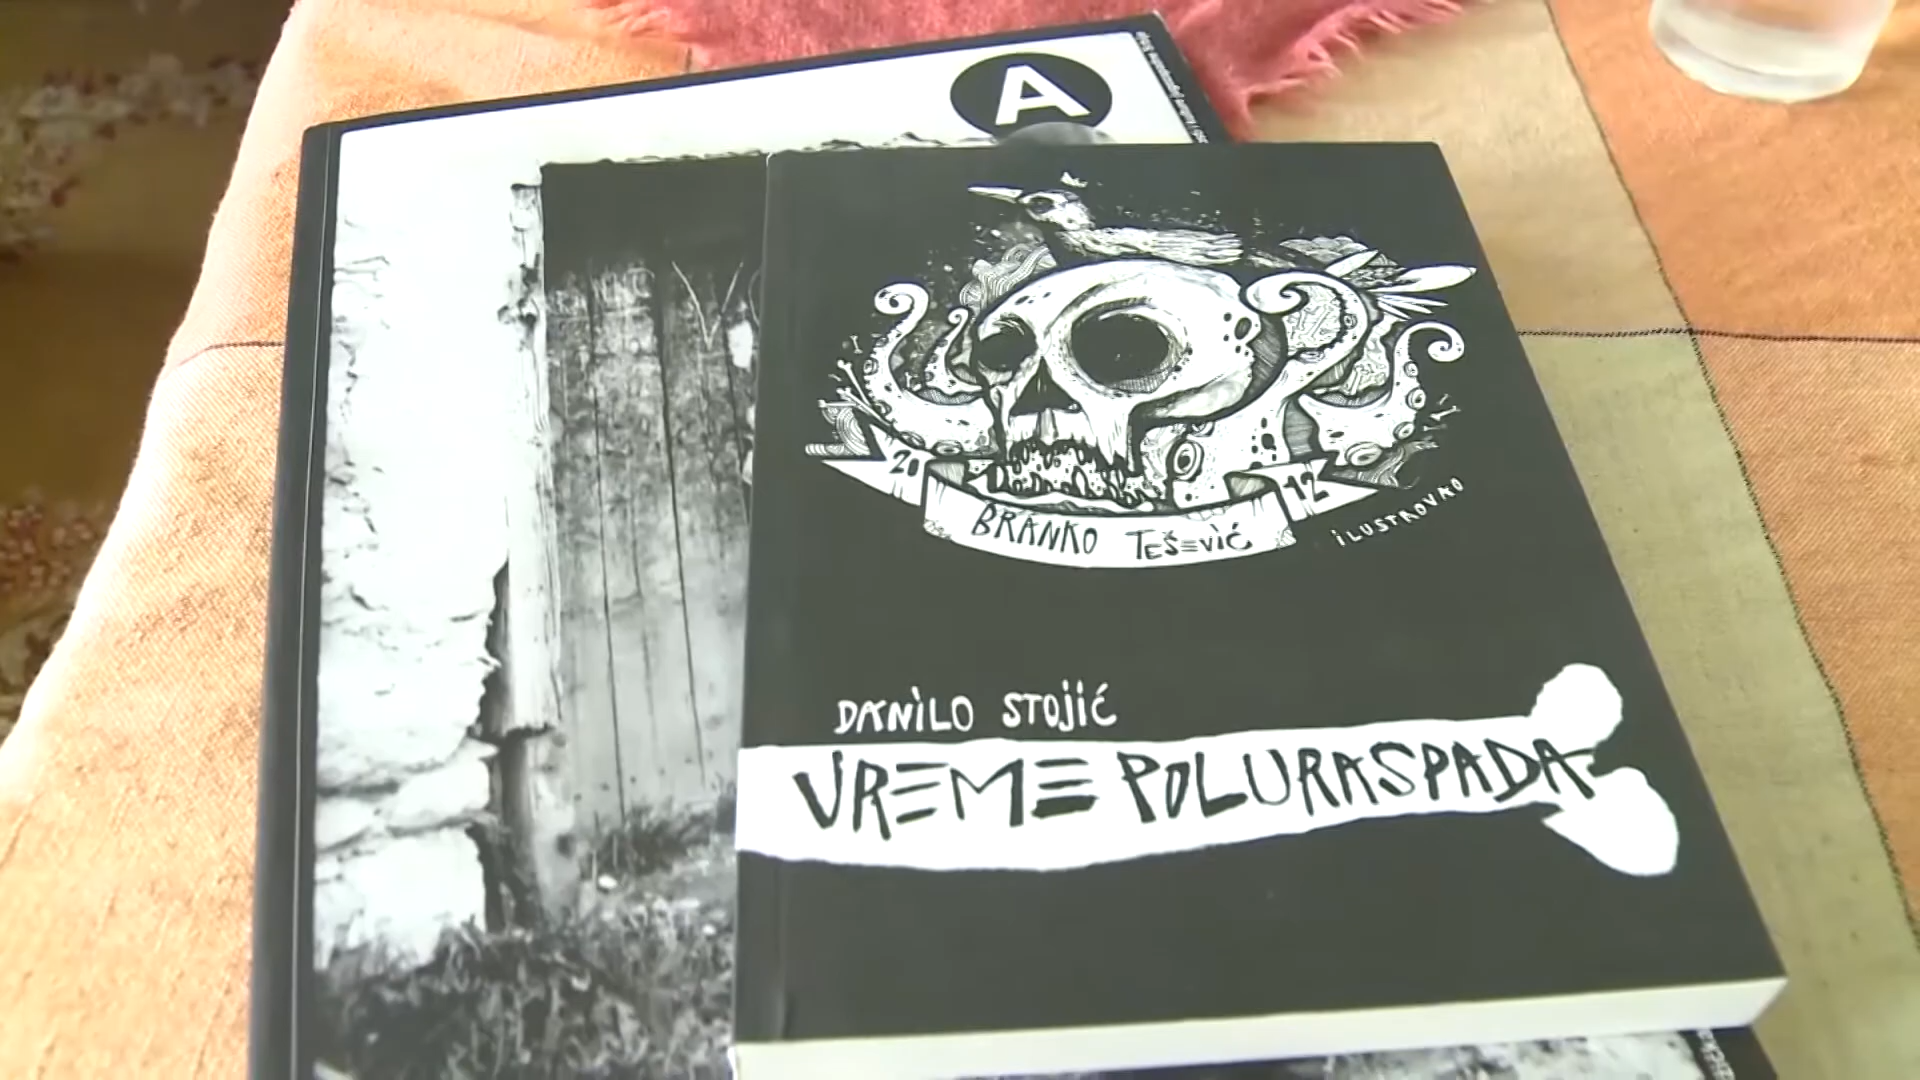 A
20 12
BRANKO TEŠEVIĆ
ILUSTROVAO
DANILO STOJIĆ
VREME POLURASPADA